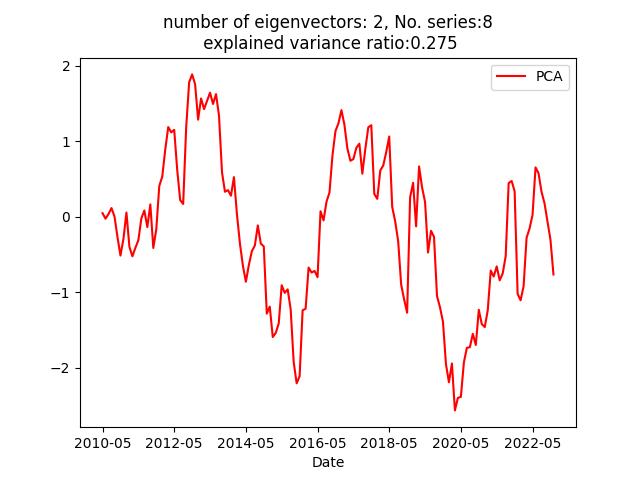 number of eigenvectors: 2, No. series:8
explained variance ratio:0.275
PCA
2
1
0
−1
−2
2010-05 2012-05 2014-05 2016-05 2018-05 2020-05 2022-05
Date